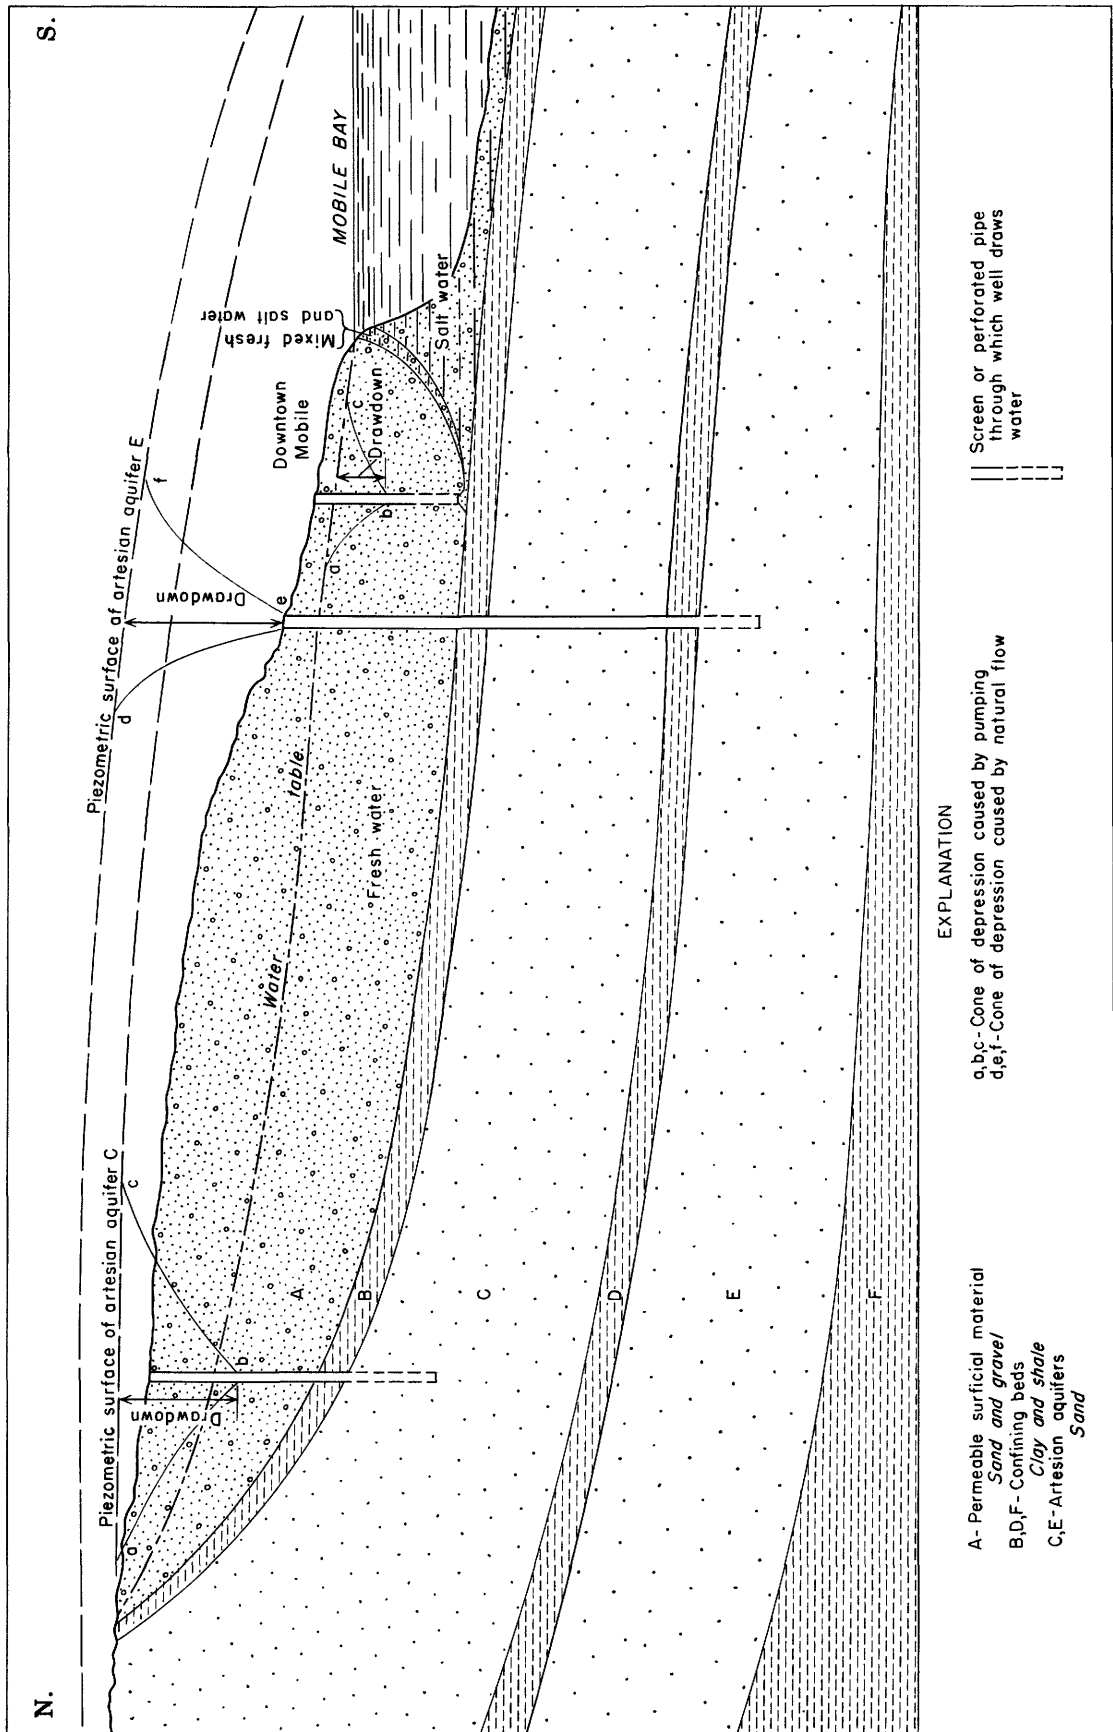 N.
S.
Piezometric surface of artesian aquifer C
Piezometric surface of artesian aquifer E
a
b
c
Drawdown
d
e
f
Drawdown
Water table
Fresh water
Downtown
Mobile
a
b
c
Drawdown
Mixed fresh
and salt water
MOBILE BAY
Salt water
A
B
C
D
E
F
EXPLANATION
A- Permeable surficial material
Sand and gravel
B,D,F- Confining beds
Clay and shale
C,E-Artesian aquifers
Sand
a,b,c-Cone of depression caused by pumping
d,e,f-Cone of depression caused by natural flow
Screen or perforated pipe
through which well draws
water